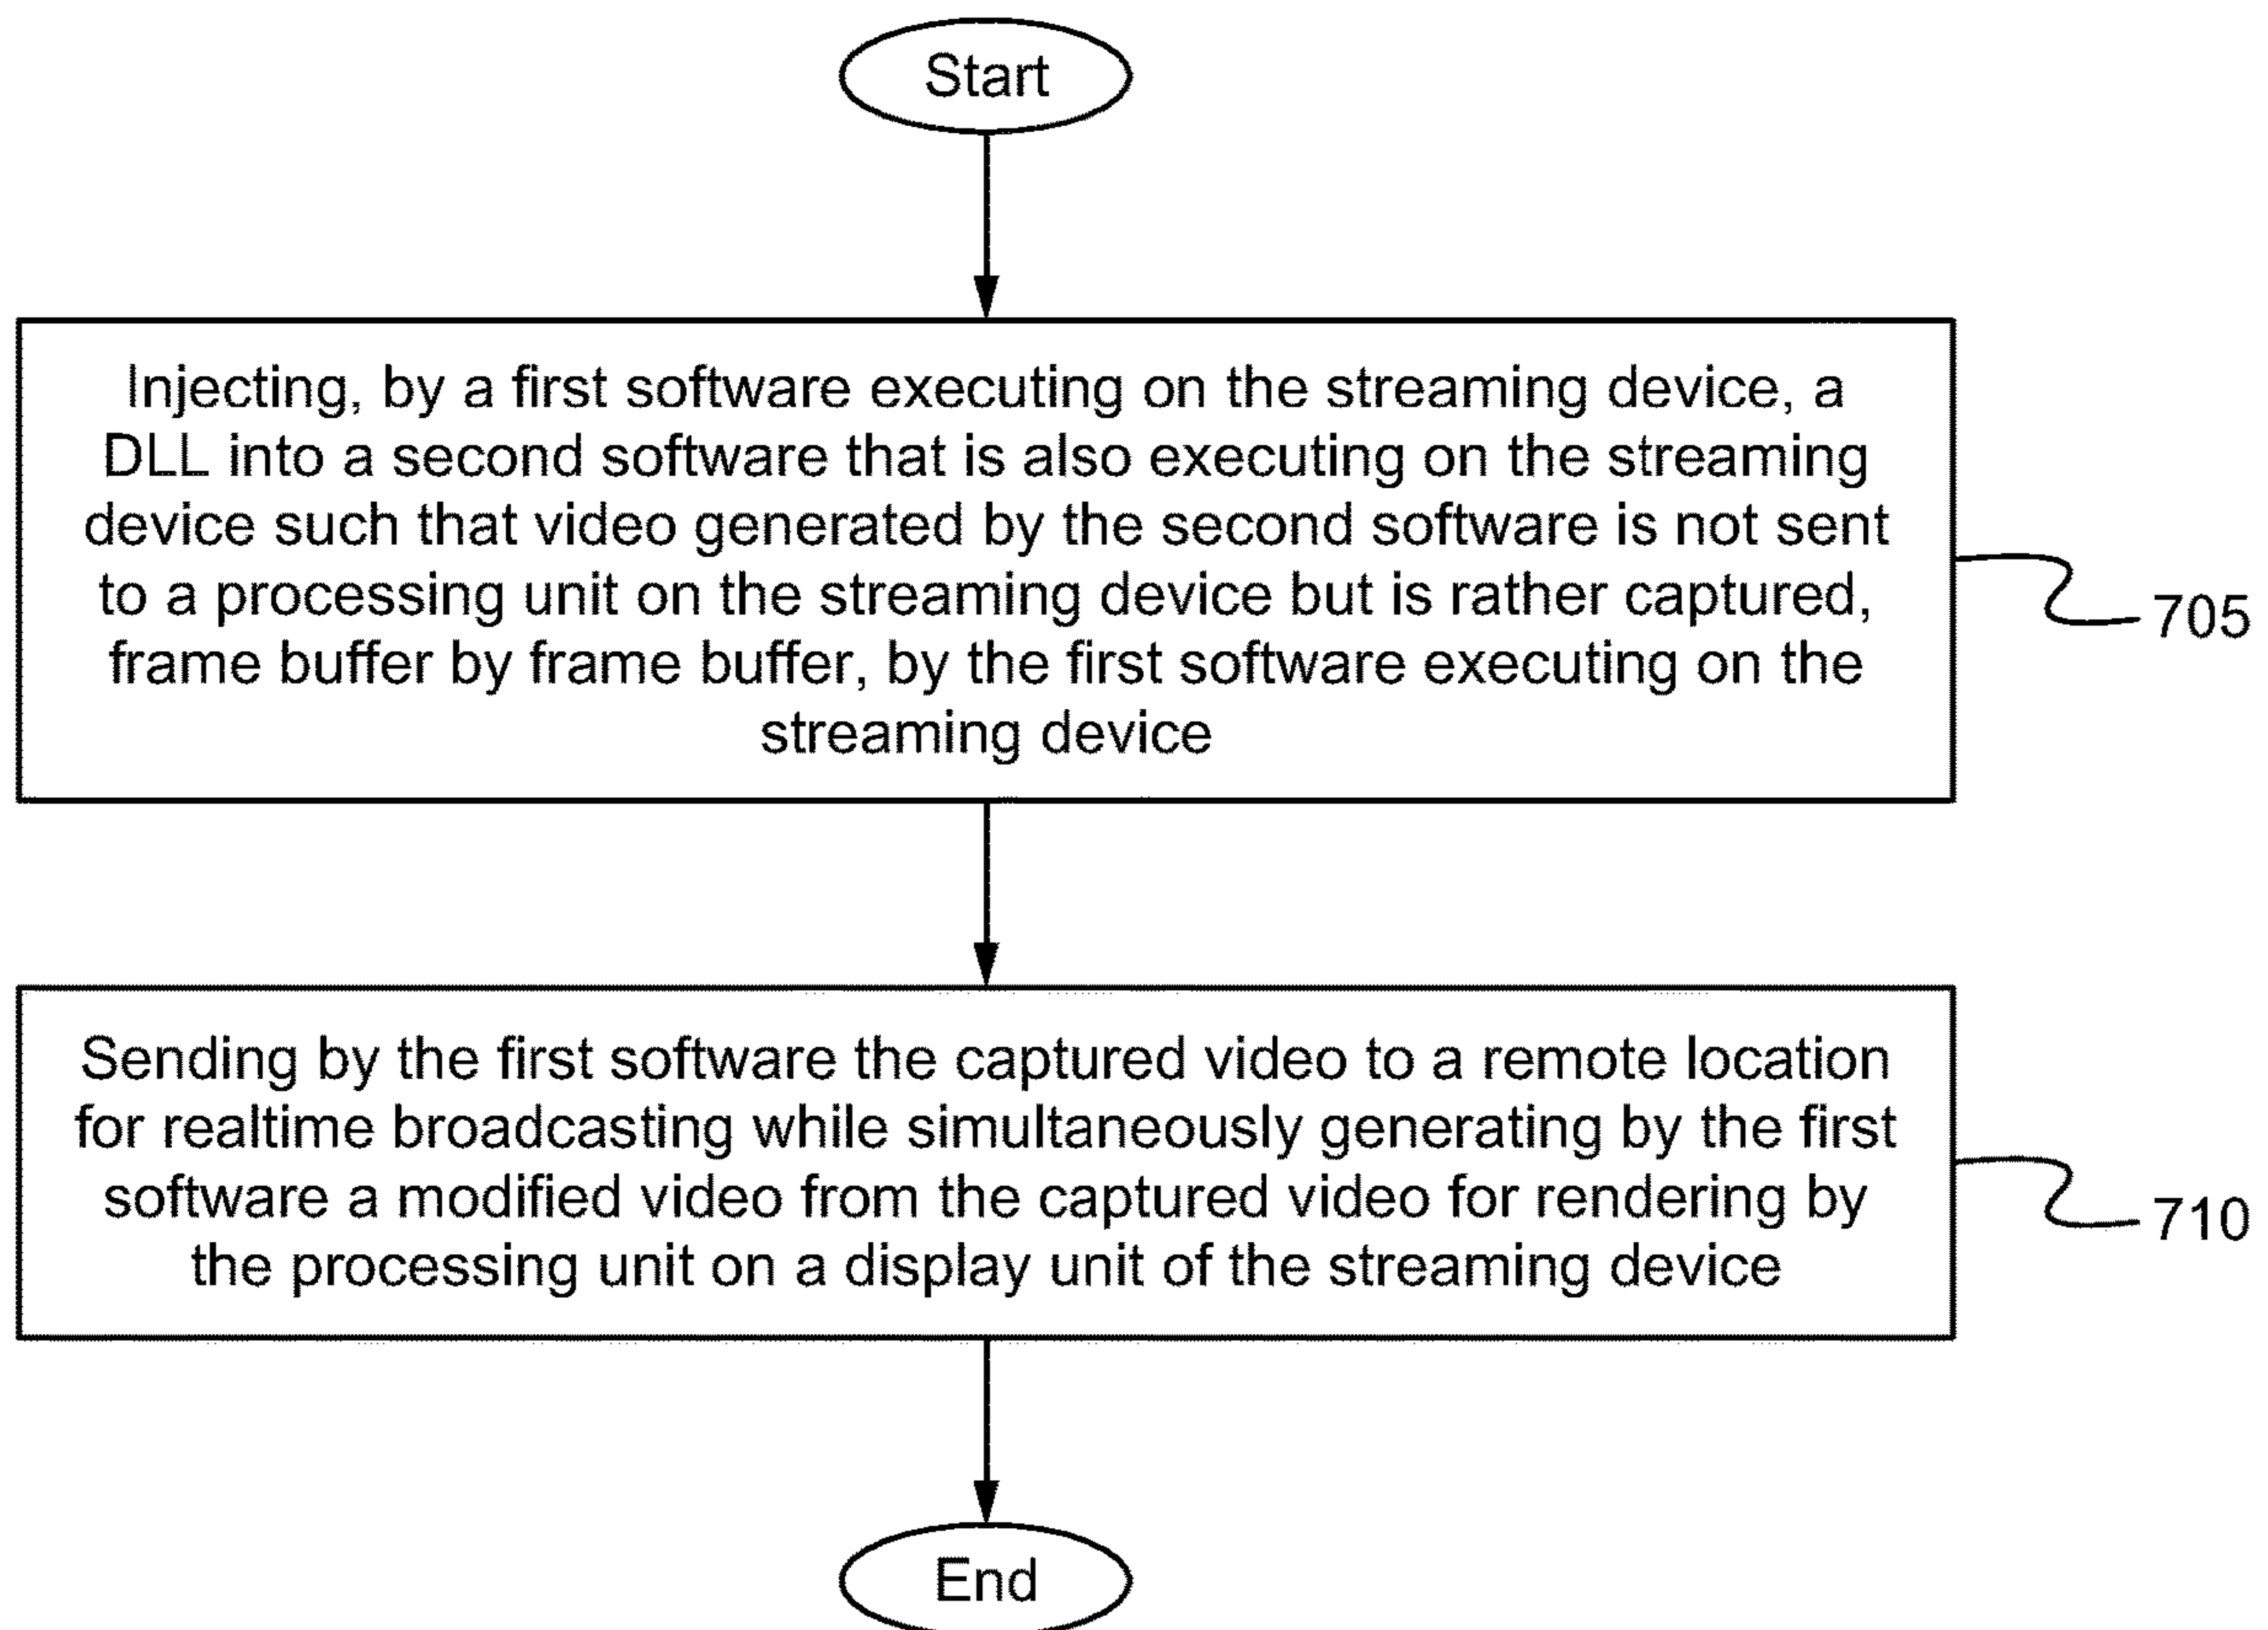 Start
Injecting, by a first software executing on the streaming device, a
DLL into a second software that is also executing on the streaming
device such that video generated by the second software is not sent
to a processing unit on the streaming device but is rather captured,
frame buffer by frame buffer, by the first software executing on the
streaming device
705
Sending by the first software the captured video to a remote location
for realtime broadcasting while simultaneously generating by the first
software a modified video from the captured video for rendering by
the processing unit on a display unit of the streaming device
710
End